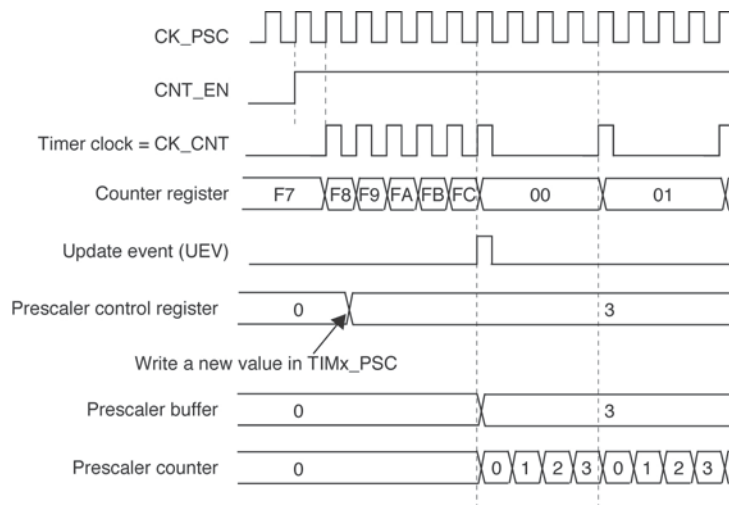 CK_PSC
CNT_EN
Timer clock = CK_CNT
Counter register F7 F8 F9 FA FB FC 00 01
Update event (UEV)
Prescaler control register 0 3
Write a new value in TIMx_PSC
Prescaler buffer 0 3
Prescaler counter 0 0 1 2 3 0 1 2 3